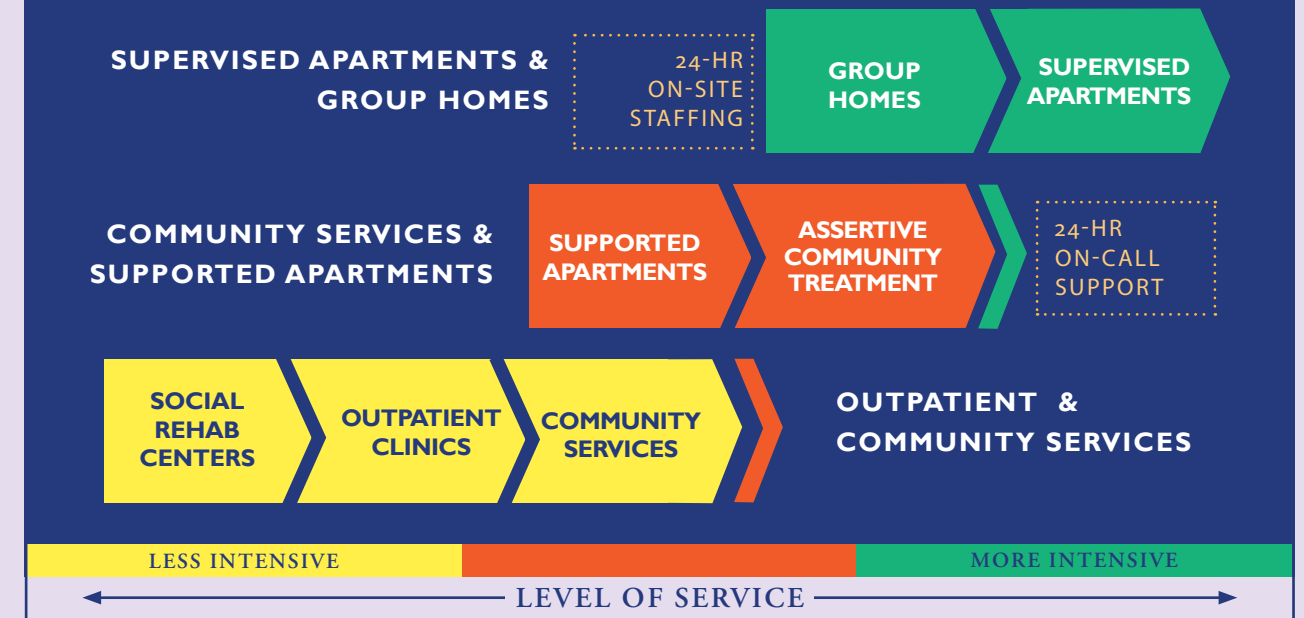 SUPERVISED APARTMENTS &
GROUP HOMES
24-HR
ON-SITE
STAFFING
GROUP
HOMES
SUPERVISED
APARTMENTS
COMMUNITY SERVICES &
SUPPORTED APARTMENTS
SUPPORTED
APARTMENTS
ASSERTIVE
COMMUNITY
TREATMENT
24-HR
ON-CALL
SUPPORT
SOCIAL
REHAB
CENTERS
OUTPATIENT
CLINICS
COMMUNITY
SERVICES
OUTPATIENT &
COMMUNITY SERVICES
LESS INTENSIVE
MORE INTENSIVE
LEVEL OF SERVICE